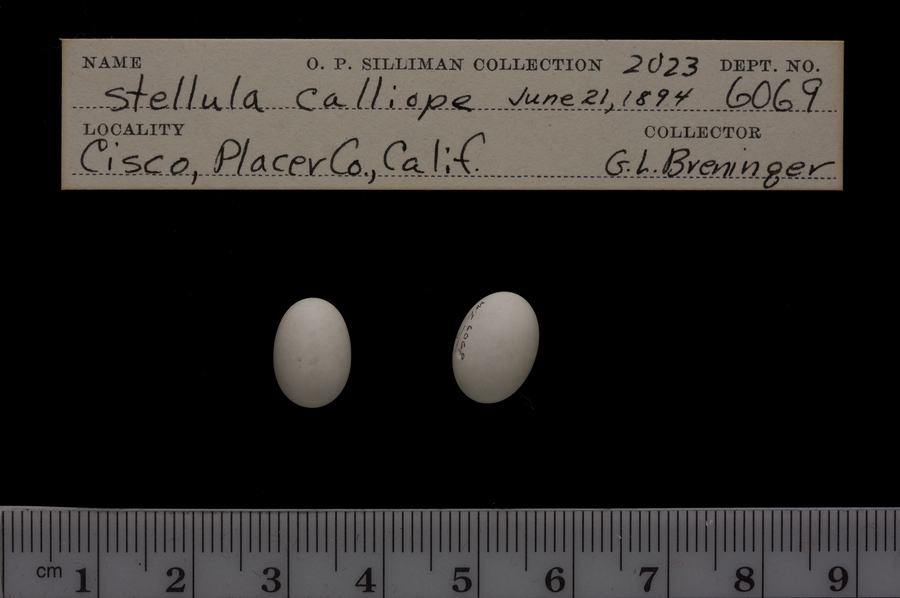 NAME O. P. SILLIMAN COLLECTION 2023 DEPT. NO.
Stellula calliope June 21, 1894 6069
LOCALITY COLLECTOR
Cisco, Placer Co., Calif. G. L. Breninger
cm 1 2 3 4 5 6 7 8 9